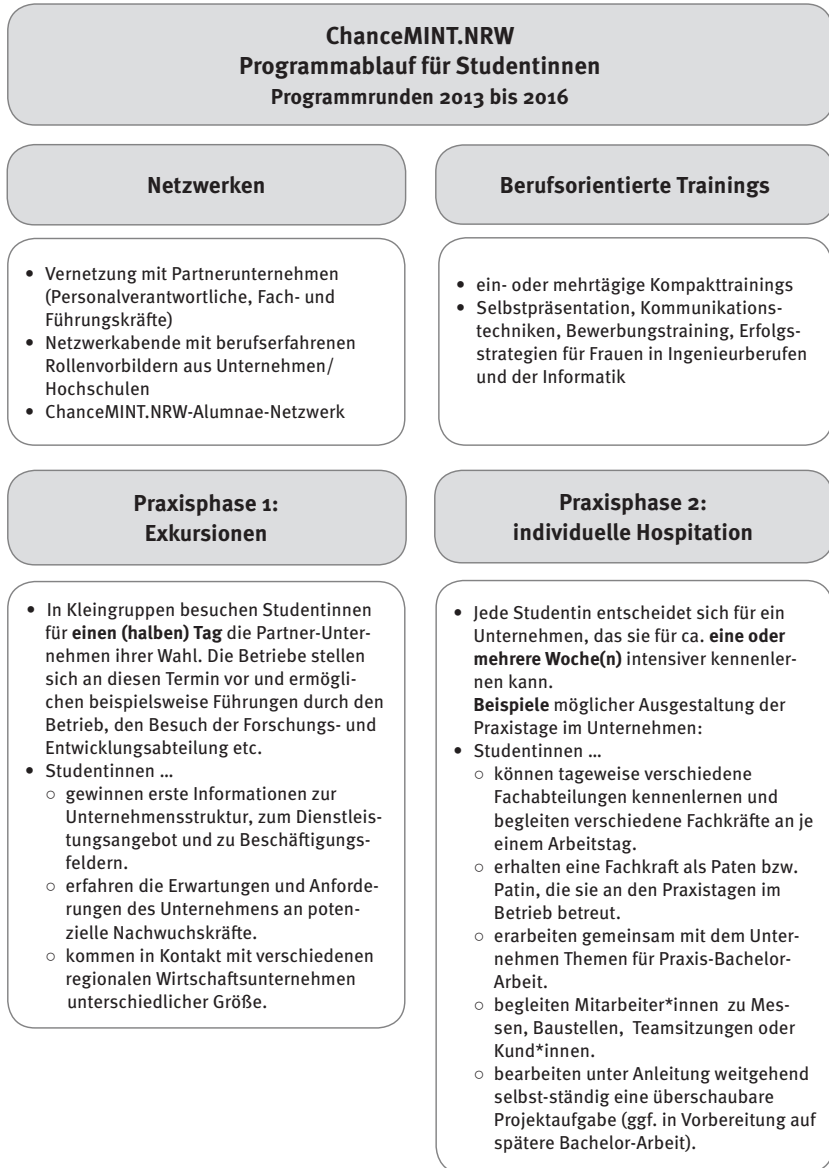 ChanceMINT.NRW
Programmablauf für Studentinnen
Programmrunden 2013 bis 2016
Netzwerken
• Vernetzung mit Partnerunternehmen
(Personalverantwortliche, Fach- und
Führungskräfte)
• Netzwerkabende mit berufserfahrenen
Rollenvorbildern aus Unternehmen/
Hochschulen
• ChanceMINT.NRW-Alumnae-Netzwerk
Berufsorientierte Trainings
• ein- oder mehrtägige Kompakttrainings
• Selbstpräsentation, Kommunikations-
techniken, Bewerbungstraining, Erfolgs-
strategien für Frauen in Ingenieurberufen
und der Informatik
Praxisphase 1:
Exkursionen
• In Kleingruppen besuchen Studentinnen
für einen (halben) Tag die Partner-Unter-
nehmen ihrer Wahl. Die Betriebe stellen
sich an diesen Termin vor und ermögli-
chen beispielsweise Führungen durch den
Betrieb, den Besuch der Forschungs- und
Entwicklungsabteilung etc.
• Studentinnen ...
○ gewinnen erste Informationen zur
Unternehmensstruktur, zum Dienstleis-
tungsangebot und zu Beschäftigungs-
feldern.
○ erfahren die Erwartungen und Anforde-
rungen des Unternehmens an poten-
zielle Nachwuchskräfte.
○ kommen in Kontakt mit verschiedenen
regionalen Wirtschaftsunternehmen
unterschiedlicher Größe.
Praxisphase 2:
individuelle Hospitation
• Jede Studentin entscheidet sich für ein
Unternehmen, das sie für ca. eine oder
mehrere Woche(n) intensiver kennenler-
nen kann.
Beispiele möglicher Ausgestaltung der
Praxistage im Unternehmen:
• Studentinnen ...
○ können tageweise verschiedene
Fachabteilungen kennenlernen und
begleiten verschiedene Fachkräfte an je
einem Arbeitstag.
○ erhalten eine Fachkraft als Paten bzw.
Patin, die sie an den Praxistagen im
Betrieb betreut.
○ erarbeiten gemeinsam mit dem Unter-
nehmen Themen für Praxis-Bachelor-
Arbeit.
○ begleiten Mitarbeiter*innen zu Mes-
sen, Baustellen, Teamsitzungen oder
Kund*innen.
○ bearbeiten unter Anleitung weitgehend
selbst-ständig eine überschaubare
Projektaufgabe (ggf. in Vorbereitung auf
spätere Bachelor-Arbeit).